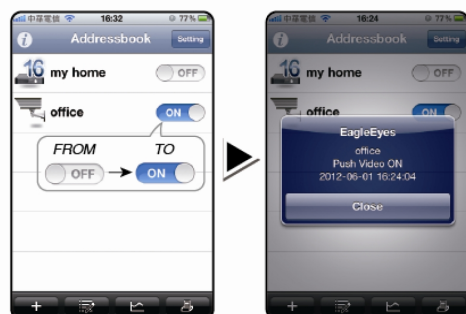 中華電信 16:32 77%
Addressbook Setting
16 my home OFF
office ON
FROM TO
OFF ON
中華電信 16:24 77%
Addressbook Setting
16 my home OFF
office ON
EagleEyes
office
Push Video ON
2012-06-01 16:24:04
Close